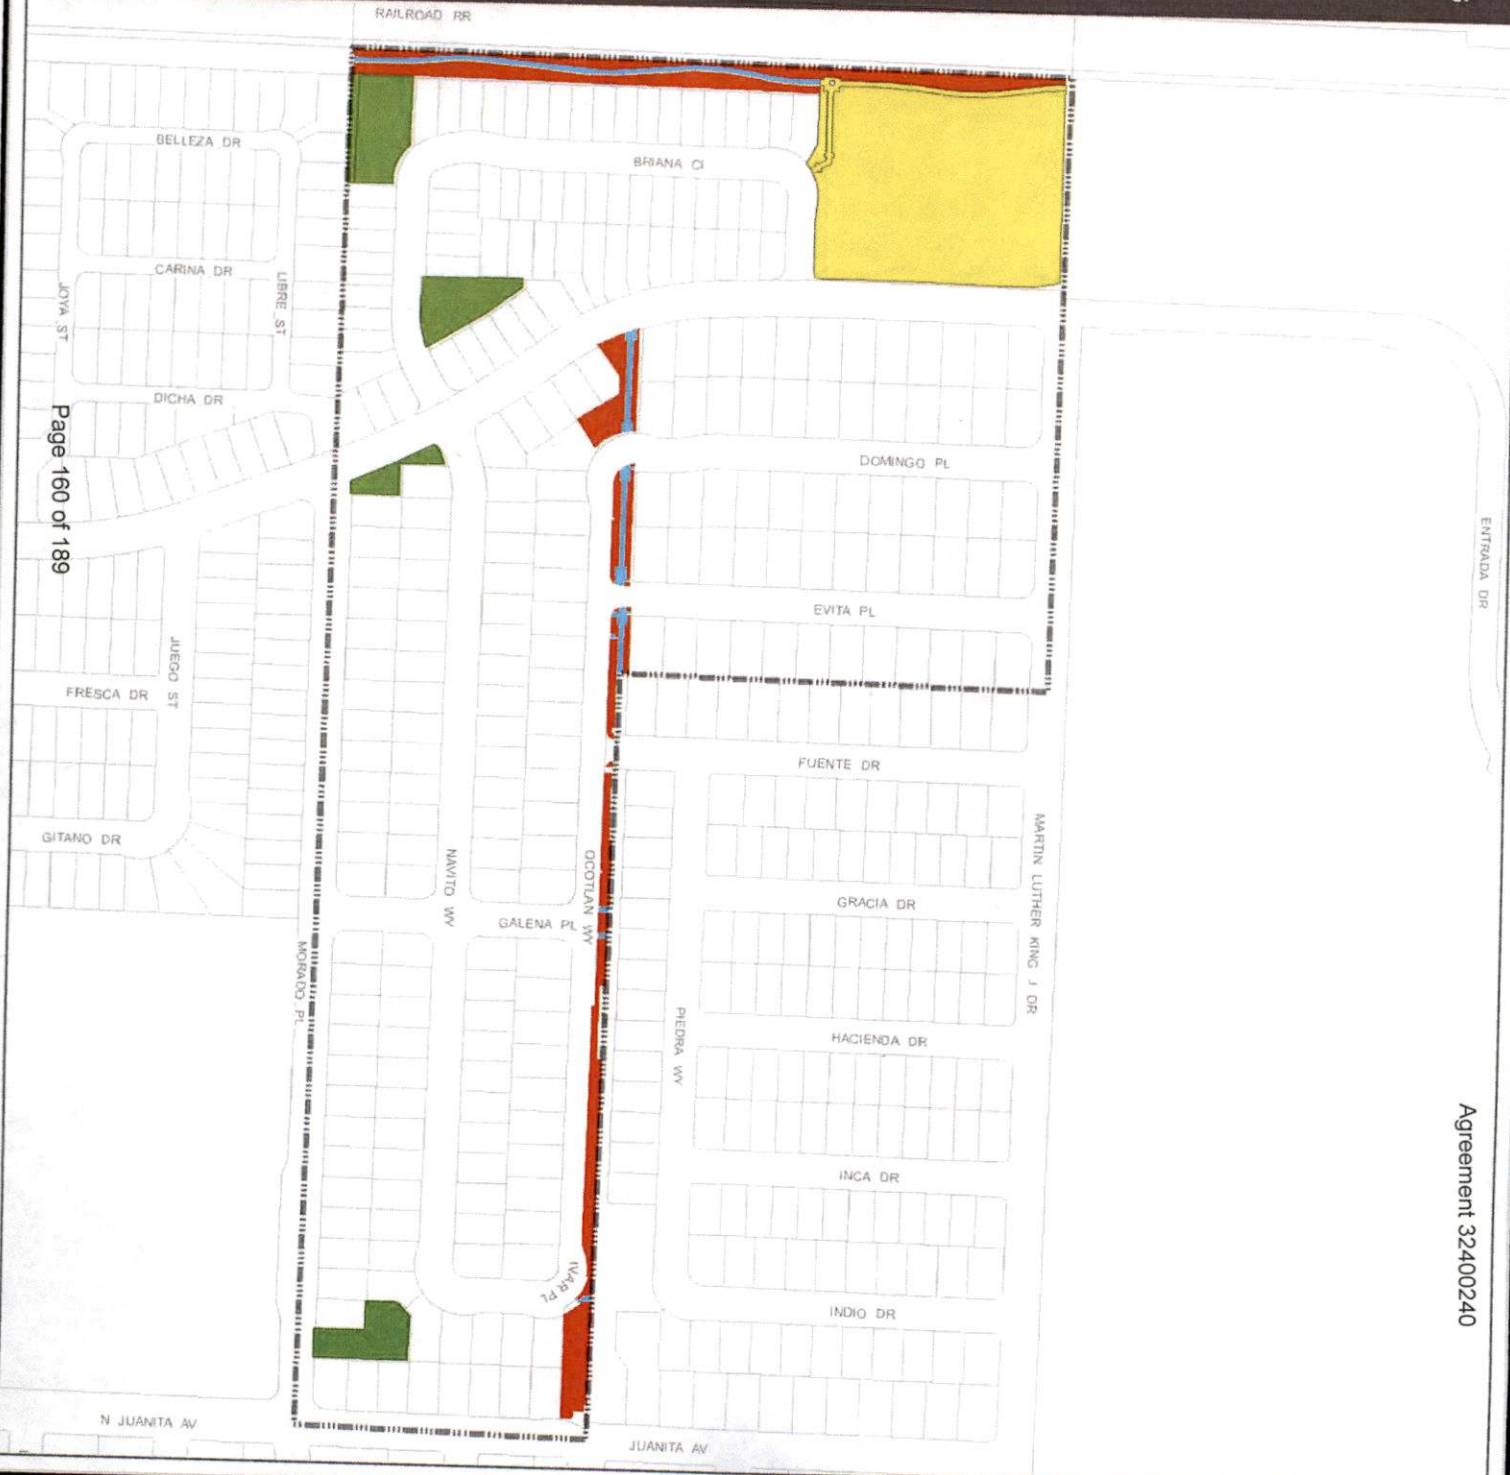 RAILROAD RR
BELLEZA DR
BRIANA CI
CARINA DR
LIBRE ST
JOYA ST
DICHA DR
Page 160 of 189
DOMINGO PL
ENTRADA DR
EVITA PL
JUEGO ST
FRESCA DR
FUENTE DR
GITANO DR
NAVITO WY
OCOTLAN WY
MARTIN LUTHER KING J DR
GRACIA DR
GALENA PL
MORADO PL
PIEDRA WY
HACIENDA DR
Agreement 32400240
INCA DR
IVAR PL
INDIO DR
N JUANITA AV
JUANITA AV